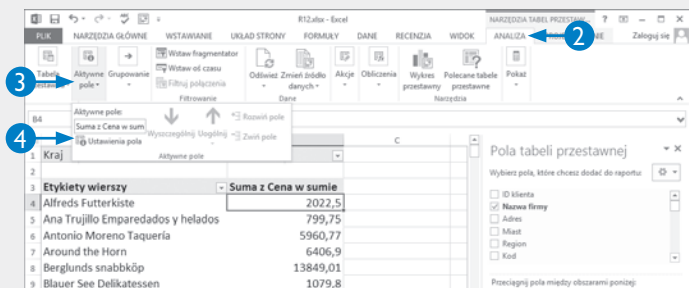 R12.xlsx - Excel
NARZĘDZIA TABEL PRZESTAW...
?
PLIK NARZĘDZIA GŁÓWNE WSTAWIANIE UKŁAD STRONY FORMUŁY DANE RECENZJA WIDOK ANALIZA Zaloguj się
2
3
Tabela
Aktywne pole
Grupowanie
Wstaw fragmentator
Wstaw oś czasu
Filtruj połączenia
Filtrowanie
Odśwież Zmień źródło danych
Dane
Akcje
Obliczenia
Wykres przestawny
Polecane tabele przestawne
Narzędzia
Pokaż
B4
Aktywne pole:
Suma z Cena w sum
4
Ustawienia pola
Wyszczególnij Uogólnij
Rozwiń pole
Zwiń pole
Aktywne pole
C
1 Kraj
2
3 Etykiety wierszy Suma z Cena w sumie
4 Alfreds Futterkiste 2022,5
5 Ana Trujillo Emparedados y helados 799,75
6 Antonio Moreno Taquería 5960,77
7 Around the Horn 6406,9
8 Berglunds snabbköp 13849,01
9 Blauer See Delikatessen 1079,8
Pola tabeli przestawnej
Wybierz pola, które chcesz dodać do raportu:
ID klienta
Nazwa firmy
Adres
Miast
Region
Kod
Przeciągnij pola między obszarami poniżej: